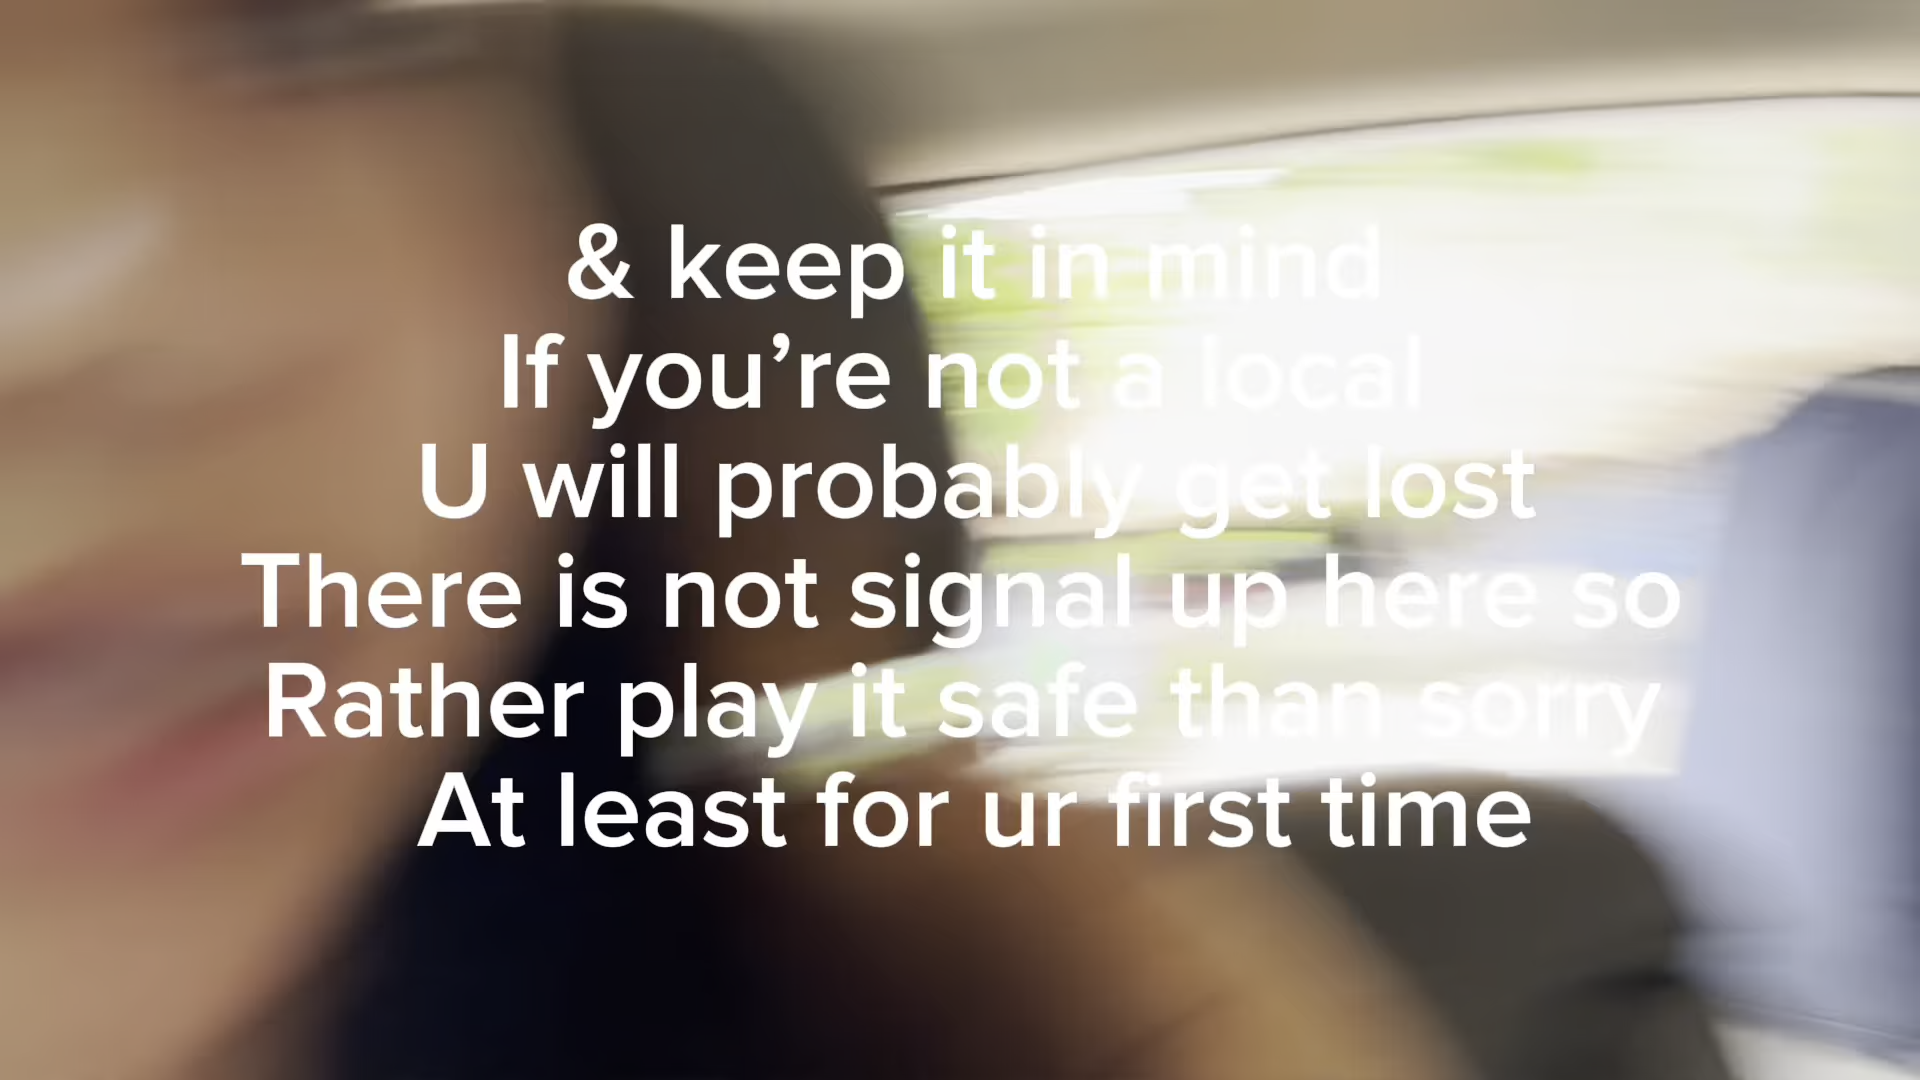 & keep it in mind
If you’re not a local
U will probably get lost
There is not signal up here so
Rather play it safe than sorry
At least for ur first time